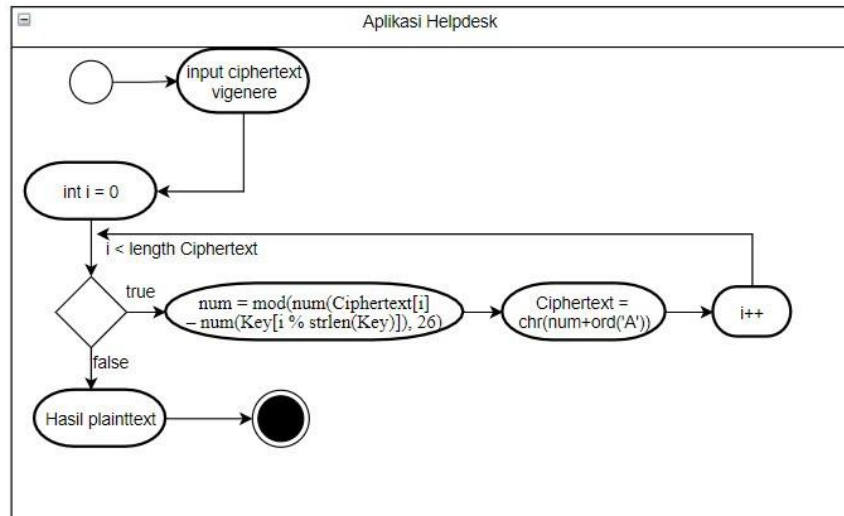 Aplikasi Helpdesk
input ciphertext
vigenere
int i = 0
i < length Ciphertext
true
num = mod(num(Ciphertext[i]
– num(Key[i % strlen(Key)]), 26)
Ciphertext =
chr(num+ord('A'))
i++
false
Hasil plainttext